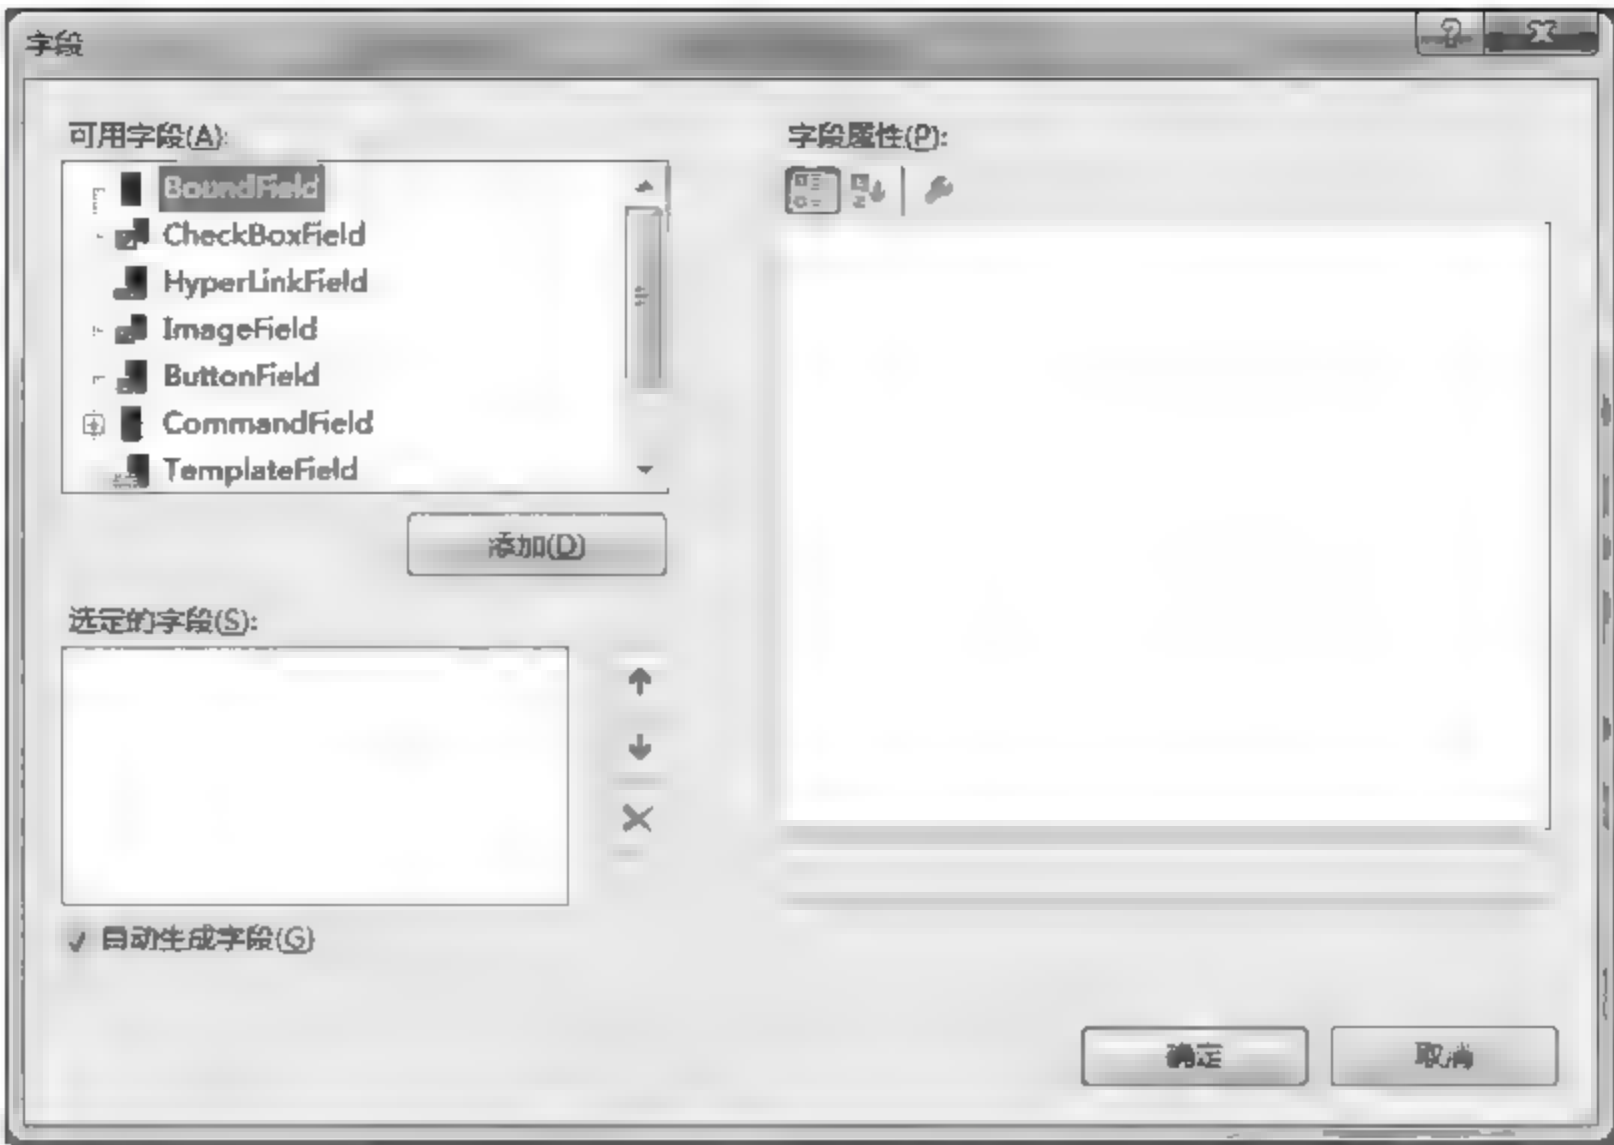 字段
可用字段(A):
BoundField
CheckBoxField
HyperLinkField
ImageField
ButtonField
CommandField
TemplateField
添加(D)
选定的字段(S):
自动生成字段(G)
字段属性(P):
确定
取消